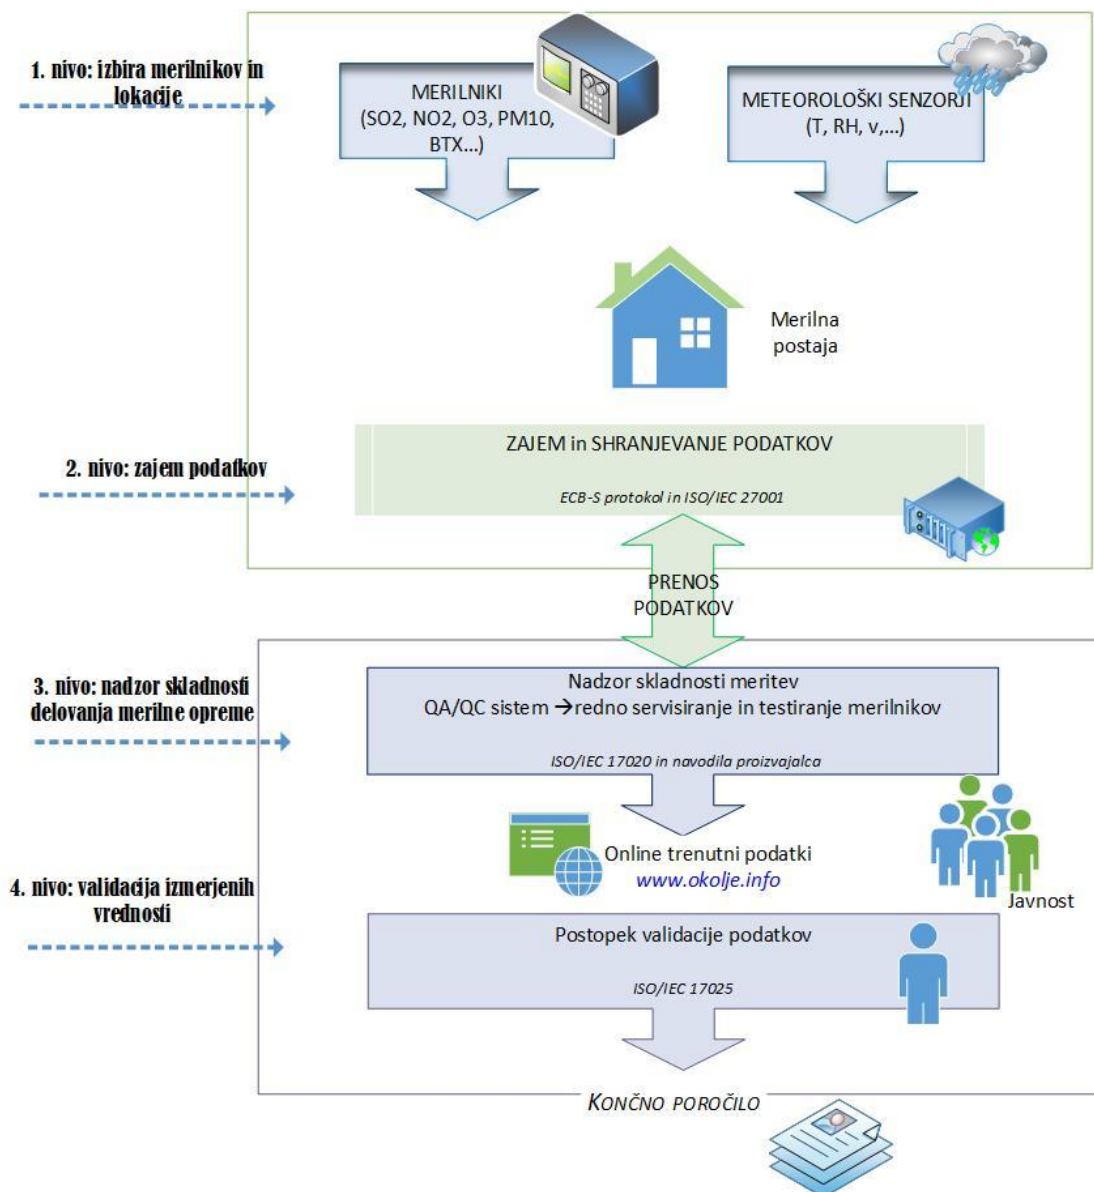 1. nivo: izbira merilnikov in
lokacije
MERILNIKI
(SO2, NO2, O3, PM10,
BTX...)
METEOROLOŠKI SENZORJI
(T, RH, v,...)
Merilna
postaja
2. nivo: zajem podatkov
ZAJEM in SHRANJEVANJE PODATKOV
ECB-S protokol in ISO/IEC 27001
PRENOS
PODATKOV
3. nivo: nadzor skladnosti
delovanja merilne opreme
Nadzor skladnosti meritev
QA/QC sistem →redno servisiranje in testiranje merilnikov
ISO/IEC 17020 in navodila proizvajalca
Online trenutni podatki
www.okolje.info
Javnost
4. nivo: validacija izmerjenih
vrednosti
Postopek validacije podatkov
ISO/IEC 17025
KONČNO POROČILO